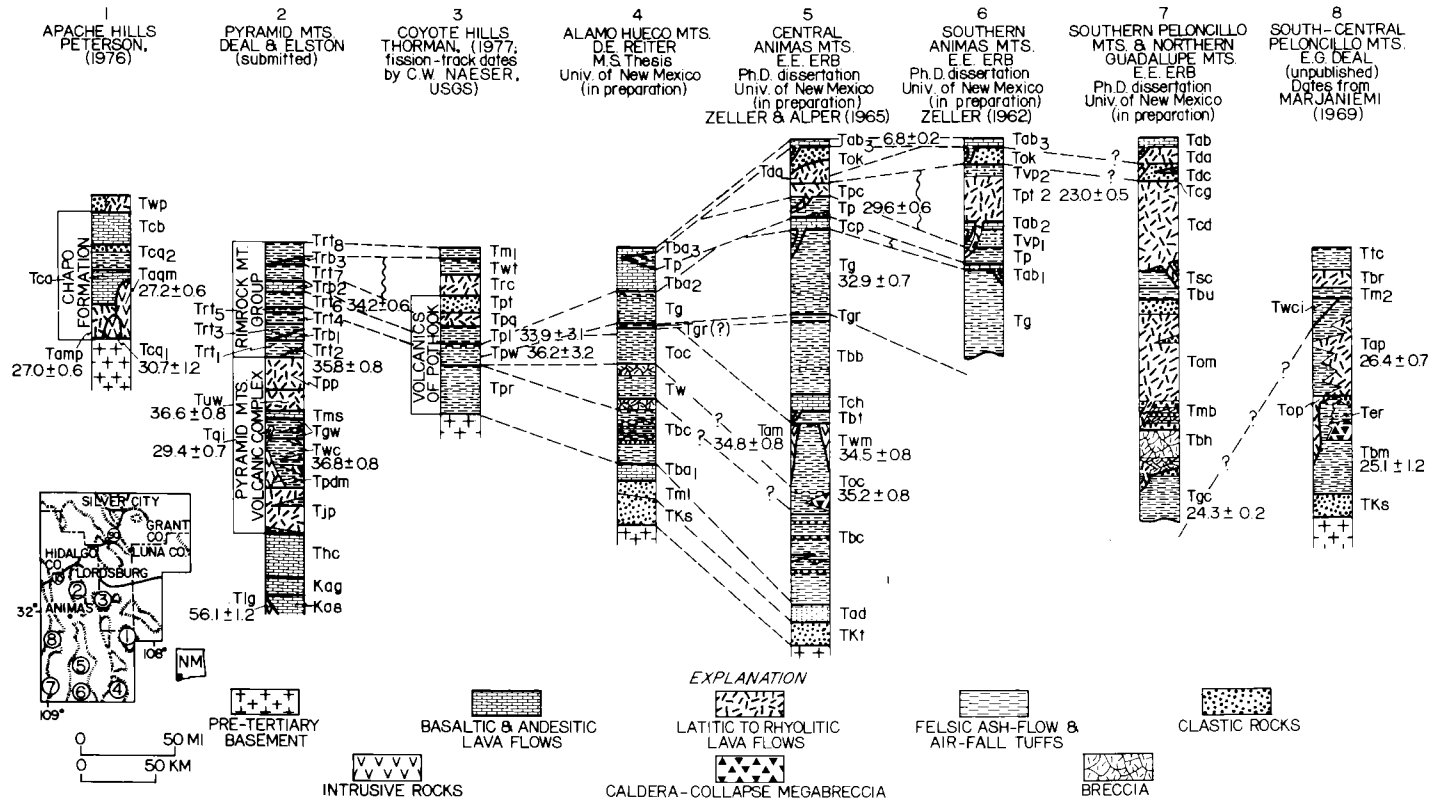 1
APACHE HILLS
PETERSON,
(1976)
2
PYRAMID MTS.
DEAL & ELSTON
(submitted)
3
COYOTE HILLS
THORMAN, (1977;
fission-track dates
by C.W. NAESER,
USGS)
4
ALAMO HUECO MTS.
D.E. REITER
M.S. Thesis
Univ. of New Mexico
(in preparation)
5
CENTRAL
ANIMAS MTS.
E.E. ERB
Ph.D. dissertation
Univ. of New Mexico
(in preparation)
ZELLER & ALPER (1965)
6
SOUTHERN
ANIMAS MTS.
E.E. ERB
Ph.D. dissertation
Univ. of New Mexico
(in preparation)
ZELLER (1962)
7
SOUTHERN PELONCILLO
MTS. & NORTHERN
GUADALUPE MTS.
E.E. ERB
Ph.D. dissertation
Univ. of New Mexico
(in preparation)
8
SOUTH-CENTRAL
PELONCILLO MTS.
E.G. DEAL
(unpublished)
Dates from
MARJANIEMI
(1969)
CHAPO
FORMATION
Twp
Tcb
Tcq2
Taqm
27.2±0.6
Tca
Tamp
27.0±0.6
Tcq1
30.7±1.2
RIMROCK MT.
GROUP
PYRAMID MTS.
VOLCANIC COMPLEX
Trt8
Trb3
Trt7
Trb2
Trt6
34.2±0.6
Trt5
Trt4
Trt3
Trb1
Trt1
Trt2
35.8±0.8
Tpp
Tuw
36.6±0.8
Tms
Tgw
Tqi
29.4±0.7
Twc
36.8±0.8
Tpdm
Tjp
Thc
Kag
Tlg
56.1±1.2
Kaa
VOLCANICS
OF POTHOOK
Tm1
Twt
Trc
Tpt
Tpq
Tpl
33.9±3.1
Tpw
36.2±3.2
Tpr
Tba3
Tp
Tba2
Tg
Tgr(?)
Toc
Tw
Tbc
Tba1
Tml
TKs
?
?
?
Tab3
6.8±0.2
Tok
Tda
Tpc
Tp
29.6±0.6
Tcp
Tg
32.9±0.7
Tgr
Tbb
Tch
Tbt
Tam
34.8±0.8
Twm
34.5±0.8
Toc
35.2±0.8
Tbc
Tad
TKt
Tab3
Tok
Tvp2
Tpt 2
Tab2
Tvp1
Tp
Tab1
Tg
?
?
23.0±0.5
Tab
Tda
Tdc
Tcg
Tcd
Tsc
Tbu
Tom
Tmb
Tbh
Tgc
24.3±0.2
?
?
?
Ttc
Tbr
Tm2
Twci
Tap
26.4±0.7
Top
Ter
Tbm
25.1±1.2
TKs
SILVER CITY
GRANT
CO.
HIDALGO
CO.
LUNA CO.
LORDSBURG
ANIMAS
32°
108°
109°
NM
1
2
3
4
5
6
7
8
0 50 MI
0 50 KM
EXPLANATION
PRE-TERTIARY
BASEMENT
BASALTIC & ANDESITIC
LAVA FLOWS
LATITIC TO RHYOLITIC
LAVA FLOWS
FELSIC ASH-FLOW &
AIR-FALL TUFFS
CLASTIC ROCKS
INTRUSIVE ROCKS
CALDERA-COLLAPSE MEGABRECCIA
BRECCIA